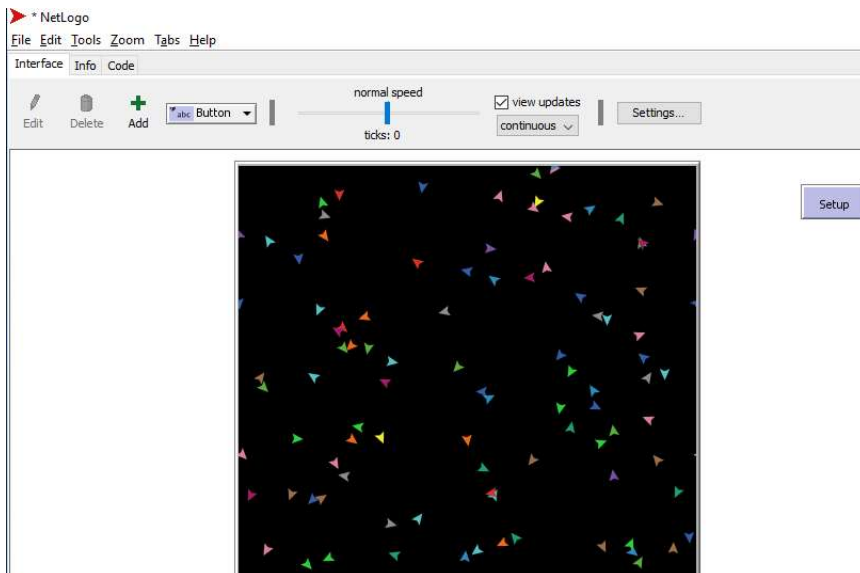 * NetLogo
File Edit Tools Zoom Tabs Help
Interface Info Code
Edit Delete Add abc Button normal speed ticks: 0 view updates continuous Settings...
Setup